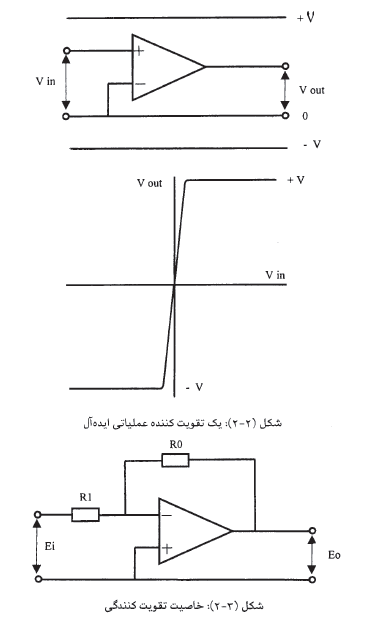 + V
+
V in
−
V out
0
- V
V out
+ V
V in
- V
شکل (۲-۲): یک تقویت کننده عملیاتی ایده‌آل
R0
R1
−
+
Ei
Eo
شکل (۳-۲): خاصیت تقویت کنندگی